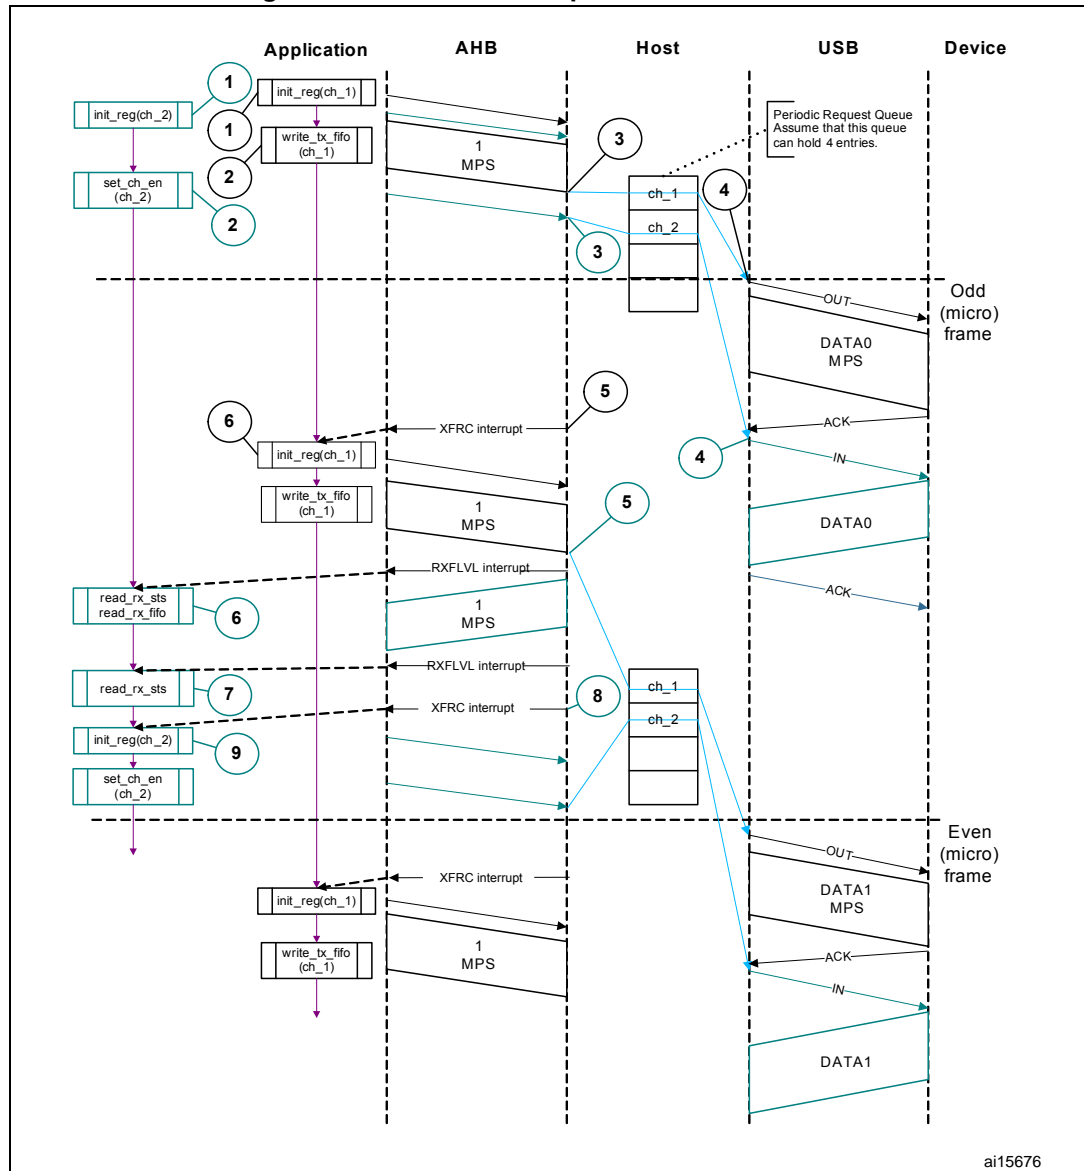 Application
AHB
Host
USB
Device
1
init_reg(ch_2)
init_reg(ch_1)
1
write_tx_fifo
(ch_1)
2
set_ch_en
(ch_2)
2
1
MPS
3
3
Periodic Request Queue
Assume that this queue
can hold 4 entries.
ch_1
ch_2
4
Odd
(micro)
frame
OUT
DATA0
MPS
ACK
5
XFRC interrupt
6
init_reg(ch_1)
write_tx_fifo
(ch_1)
1
MPS
4
IN
5
DATA0
RXFLVL interrupt
ACK
read_rx_sts
read_rx_fifo
6
1
MPS
RXFLVL interrupt
read_rx_sts
7
8
XFRC interrupt
ch_1
ch_2
init_reg(ch_2)
9
set_ch_en
(ch_2)
Even
(micro)
frame
OUT
XFRC interrupt
init_reg(ch_1)
DATA1
MPS
write_tx_fifo
(ch_1)
1
MPS
ACK
IN
DATA1
ai15676